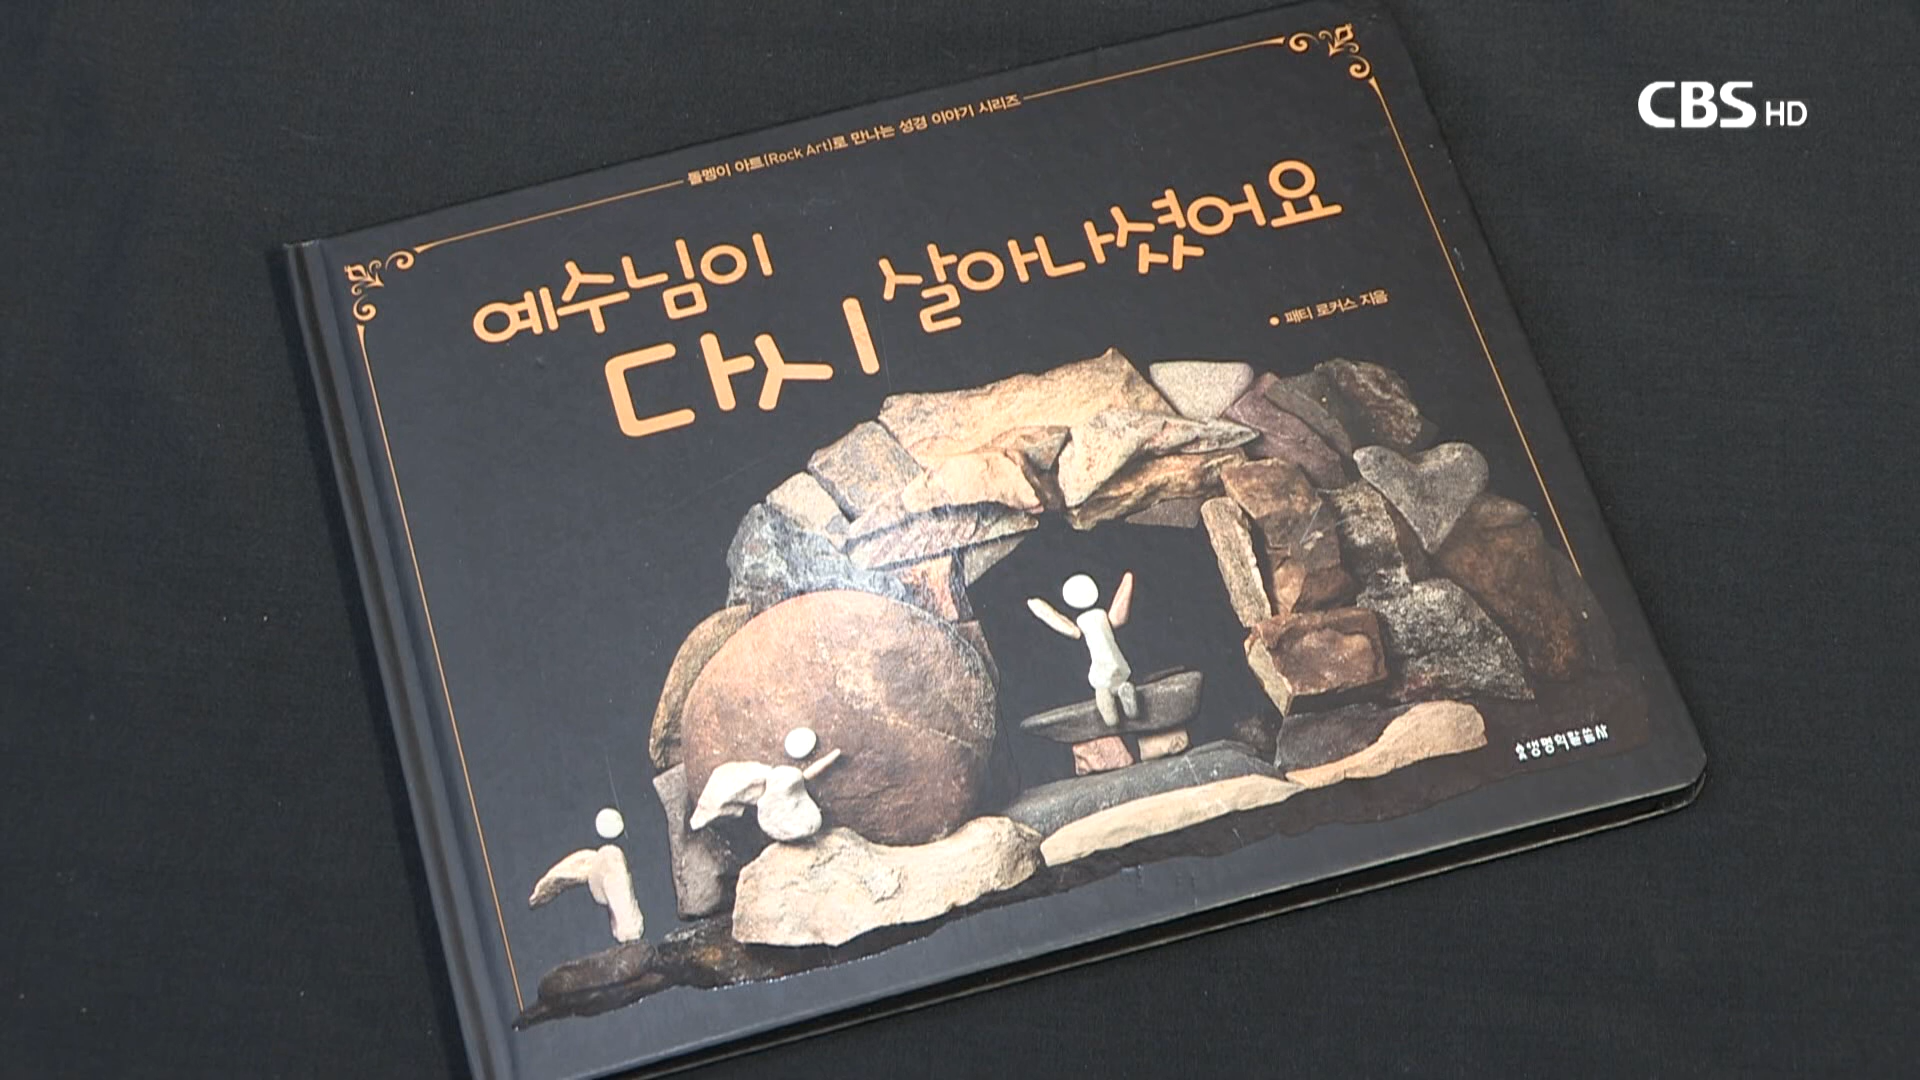 CBS HD
돌멩이 아트(Rock Art)로 만나는 성경 이야기 시리즈
예수님이
다시 살아나셨어요
패티 로커스 지음
생명의말씀사